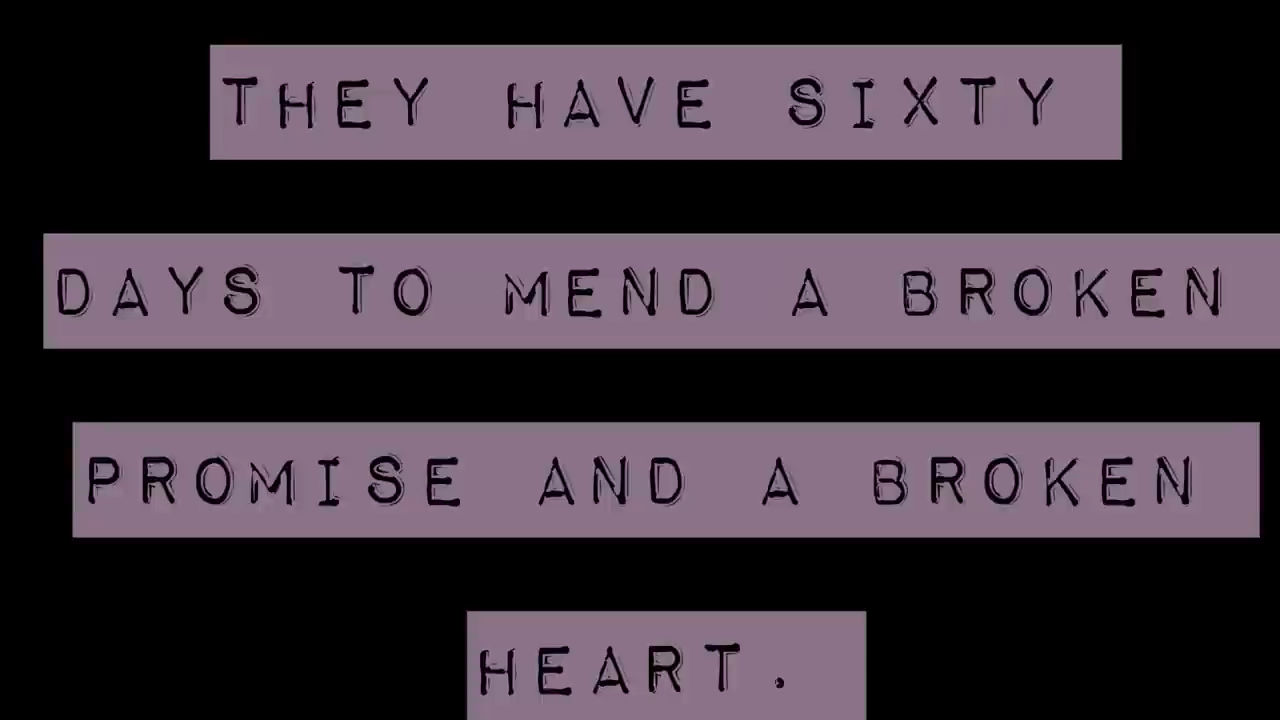 THEY HAVE SIXTY
DAYS TO MEND A BROKEN
PROMISE AND A BROKEN
HEART.